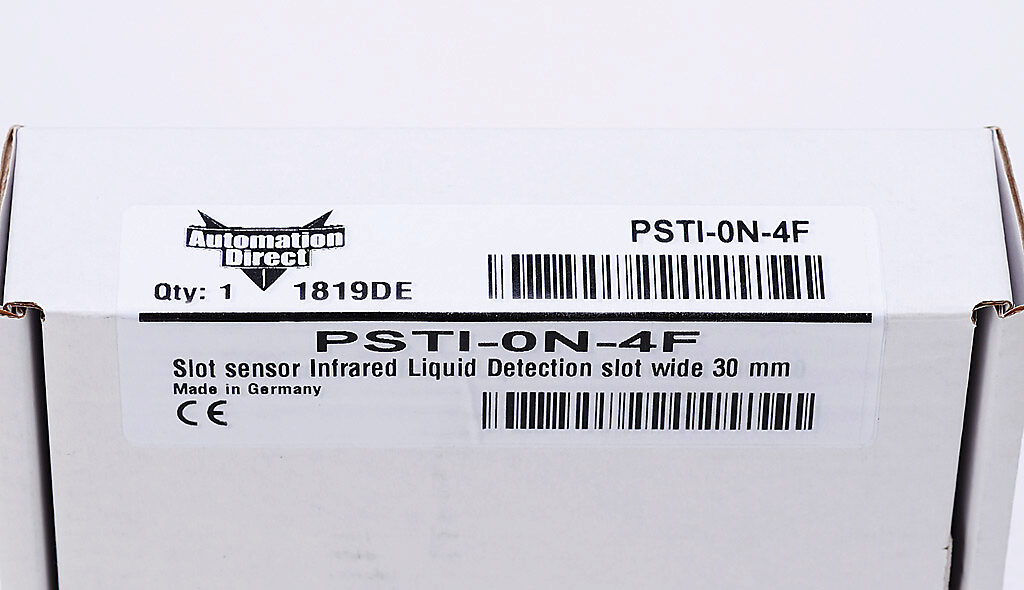 Automation
Direct
PSTI-0N-4F
Qty: 1 1819DE
PSTI-0N-4F
Slot sensor Infrared Liquid Detection slot wide 30 mm
Made in Germany
CE